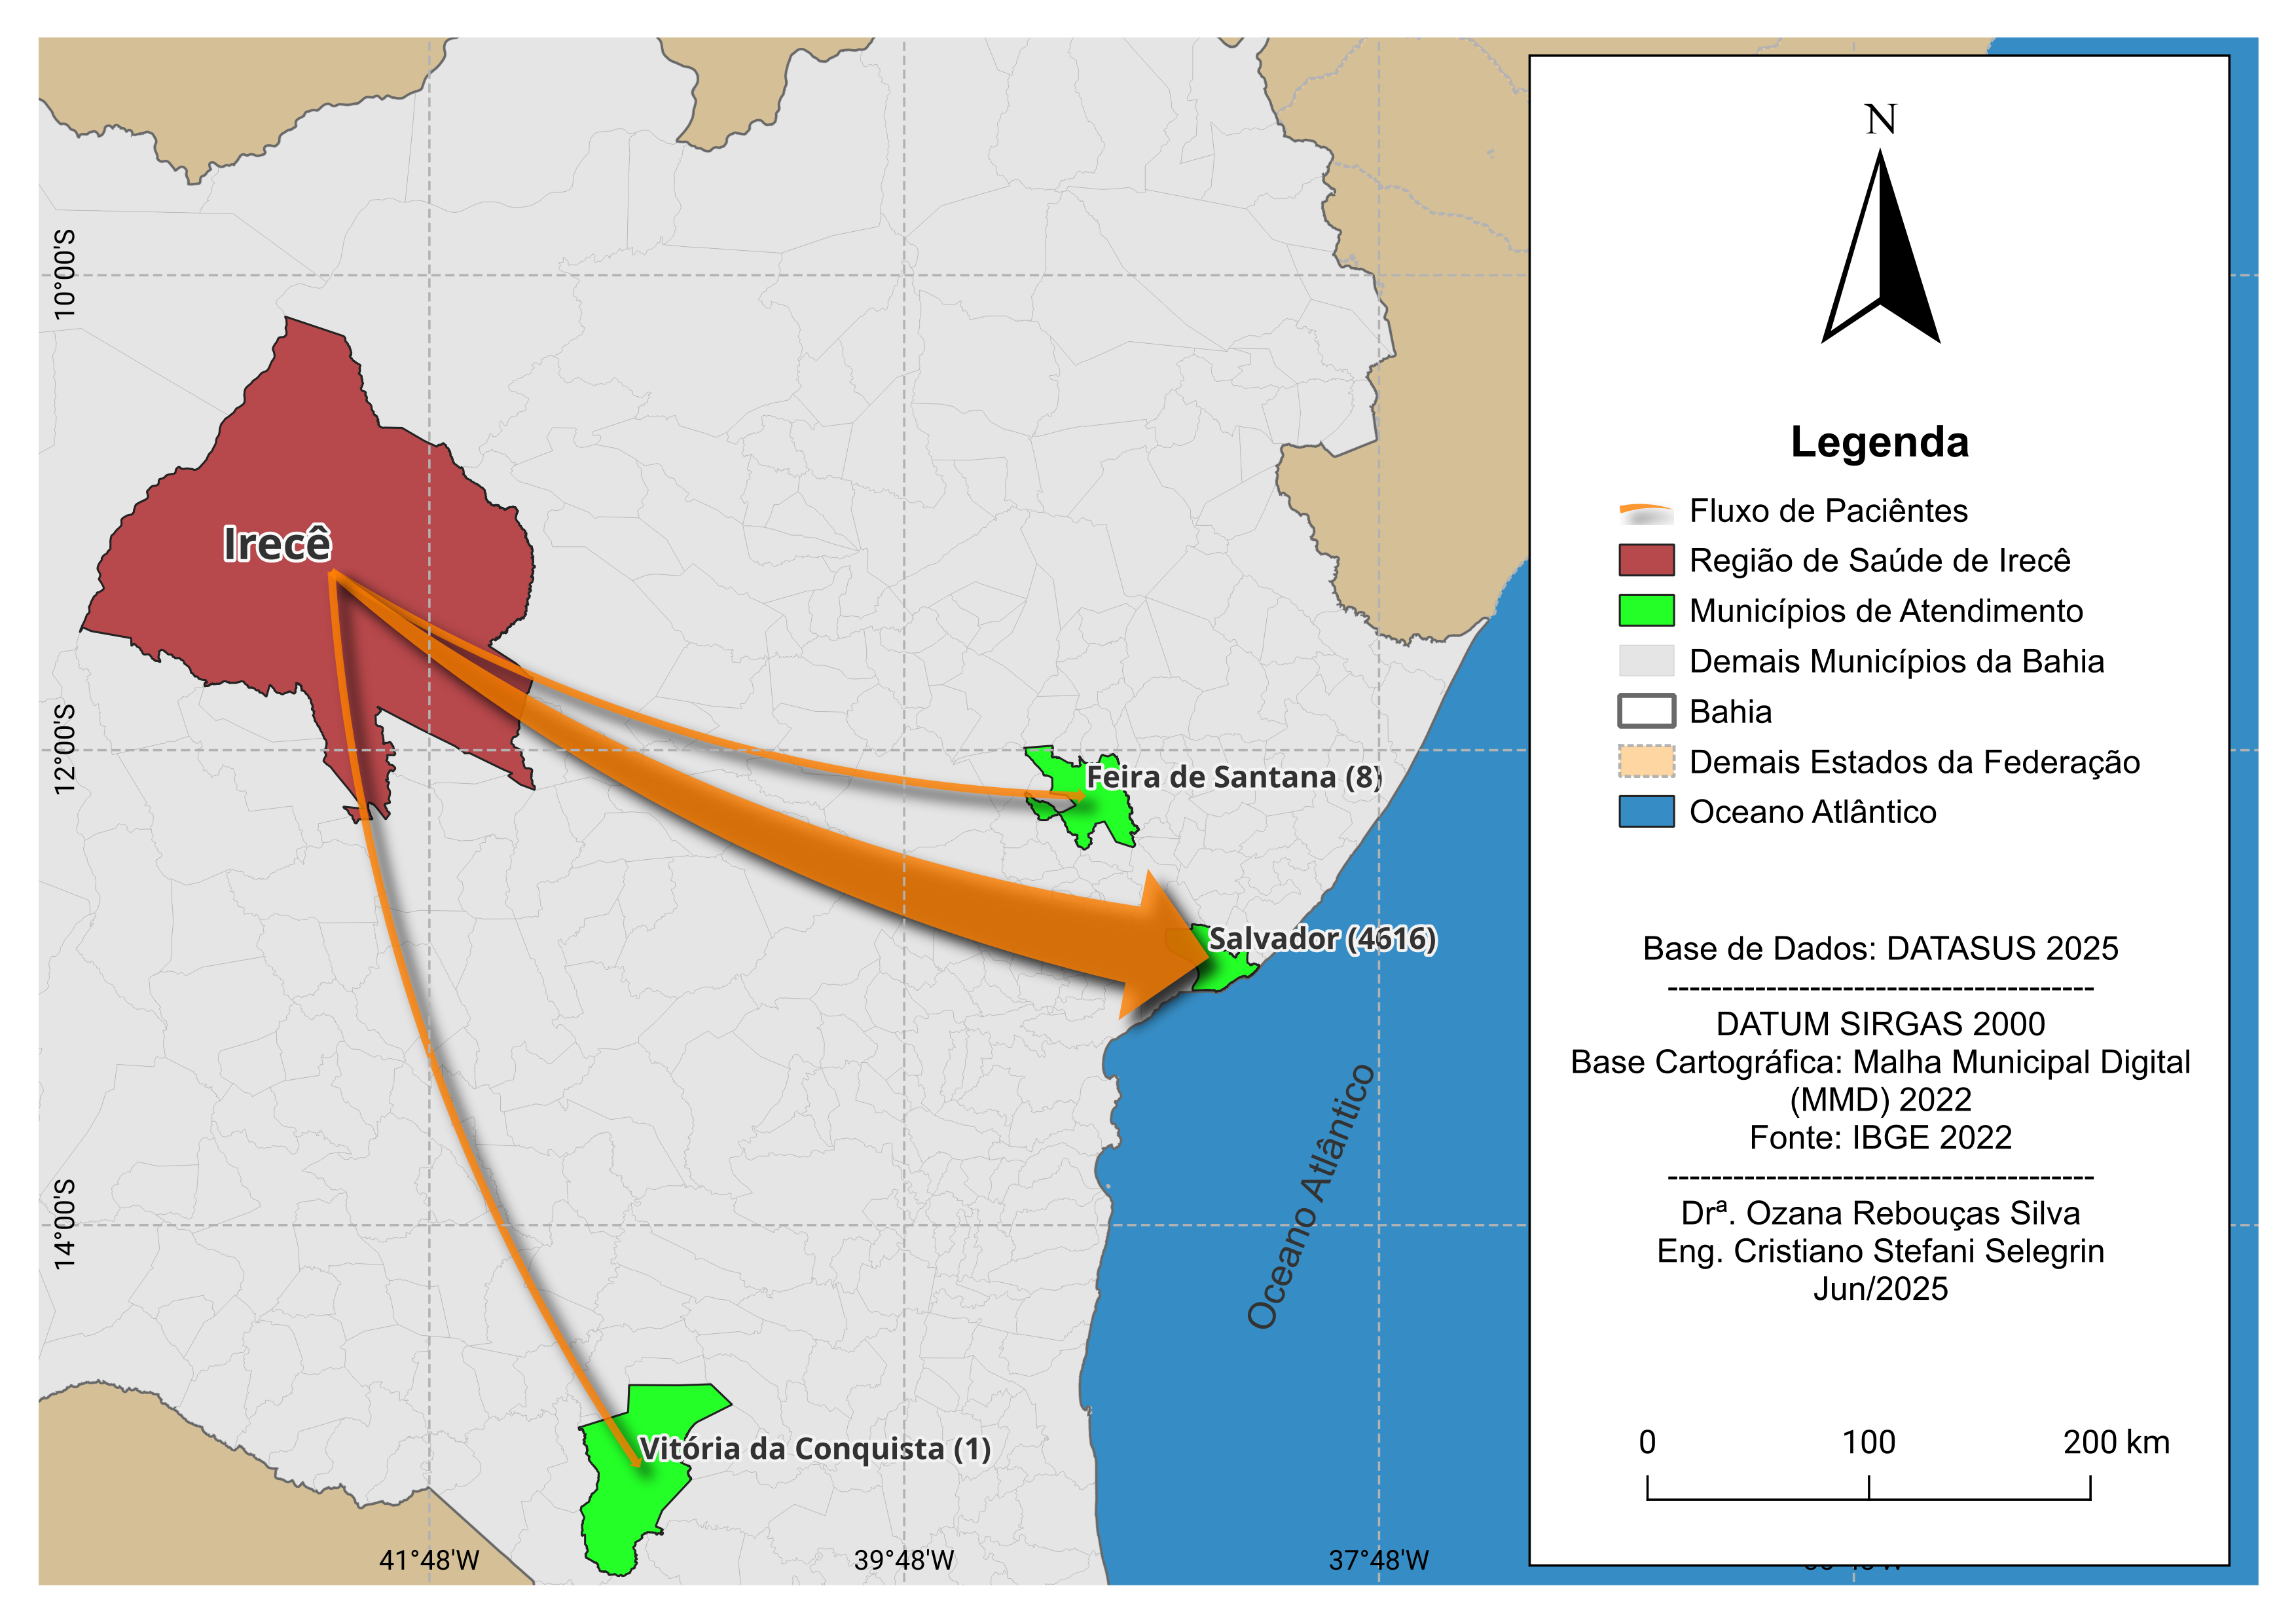 10°00'S
12°00'S
14°00'S
Irecê
Feira de Santana (8)
Salvador (4616)
Vitória da Conquista (1)
Oceano Atlântico
41°48'W
39°48'W
37°48'W
N
Legenda
Fluxo de Paciêntes
Região de Saúde de Irecê
Municípios de Atendimento
Demais Municípios da Bahia
Bahia
Demais Estados da Federação
Oceano Atlântico
Base de Dados: DATASUS 2025
---------------------------------------
DATUM SIRGAS 2000
Base Cartográfica: Malha Municipal Digital
(MMD) 2022
Fonte: IBGE 2022
---------------------------------------
Drª. Ozana Rebouças Silva
Eng. Cristiano Stefani Selegrin
Jun/2025
0 100 200 km